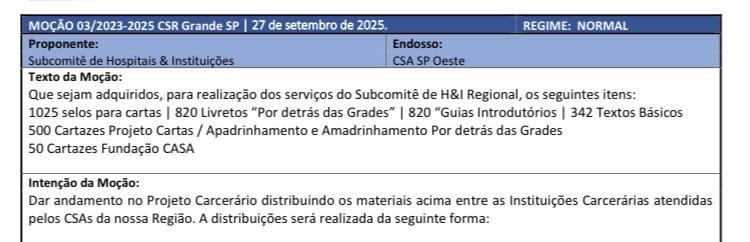 MOÇÃO 03/2023-2025 CSR Grande SP | 27 de setembro de 2025. REGIME: NORMAL
Proponente: Endosso:
Subcomitê de Hospitais & Instituições CSA SP Oeste
Texto da Moção:
Que sejam adquiridos, para realização dos serviços do Subcomitê de H&I Regional, os seguintes itens:
1025 selos para cartas | 820 Livretos “Por detrás das Grades” | 820 “Guias Introdutórios | 342 Textos Básicos
500 Cartazes Projeto Cartas / Apadrinhamento e Amadrinhamento Por detrás das Grades
50 Cartazes Fundação CASA
Intenção da Moção:
Dar andamento no Projeto Carcerário distribuindo os materiais acima entre as Instituições Carcerárias atendidas
pelos CSAs da nossa Região. A distribuições será realizada da seguinte forma: